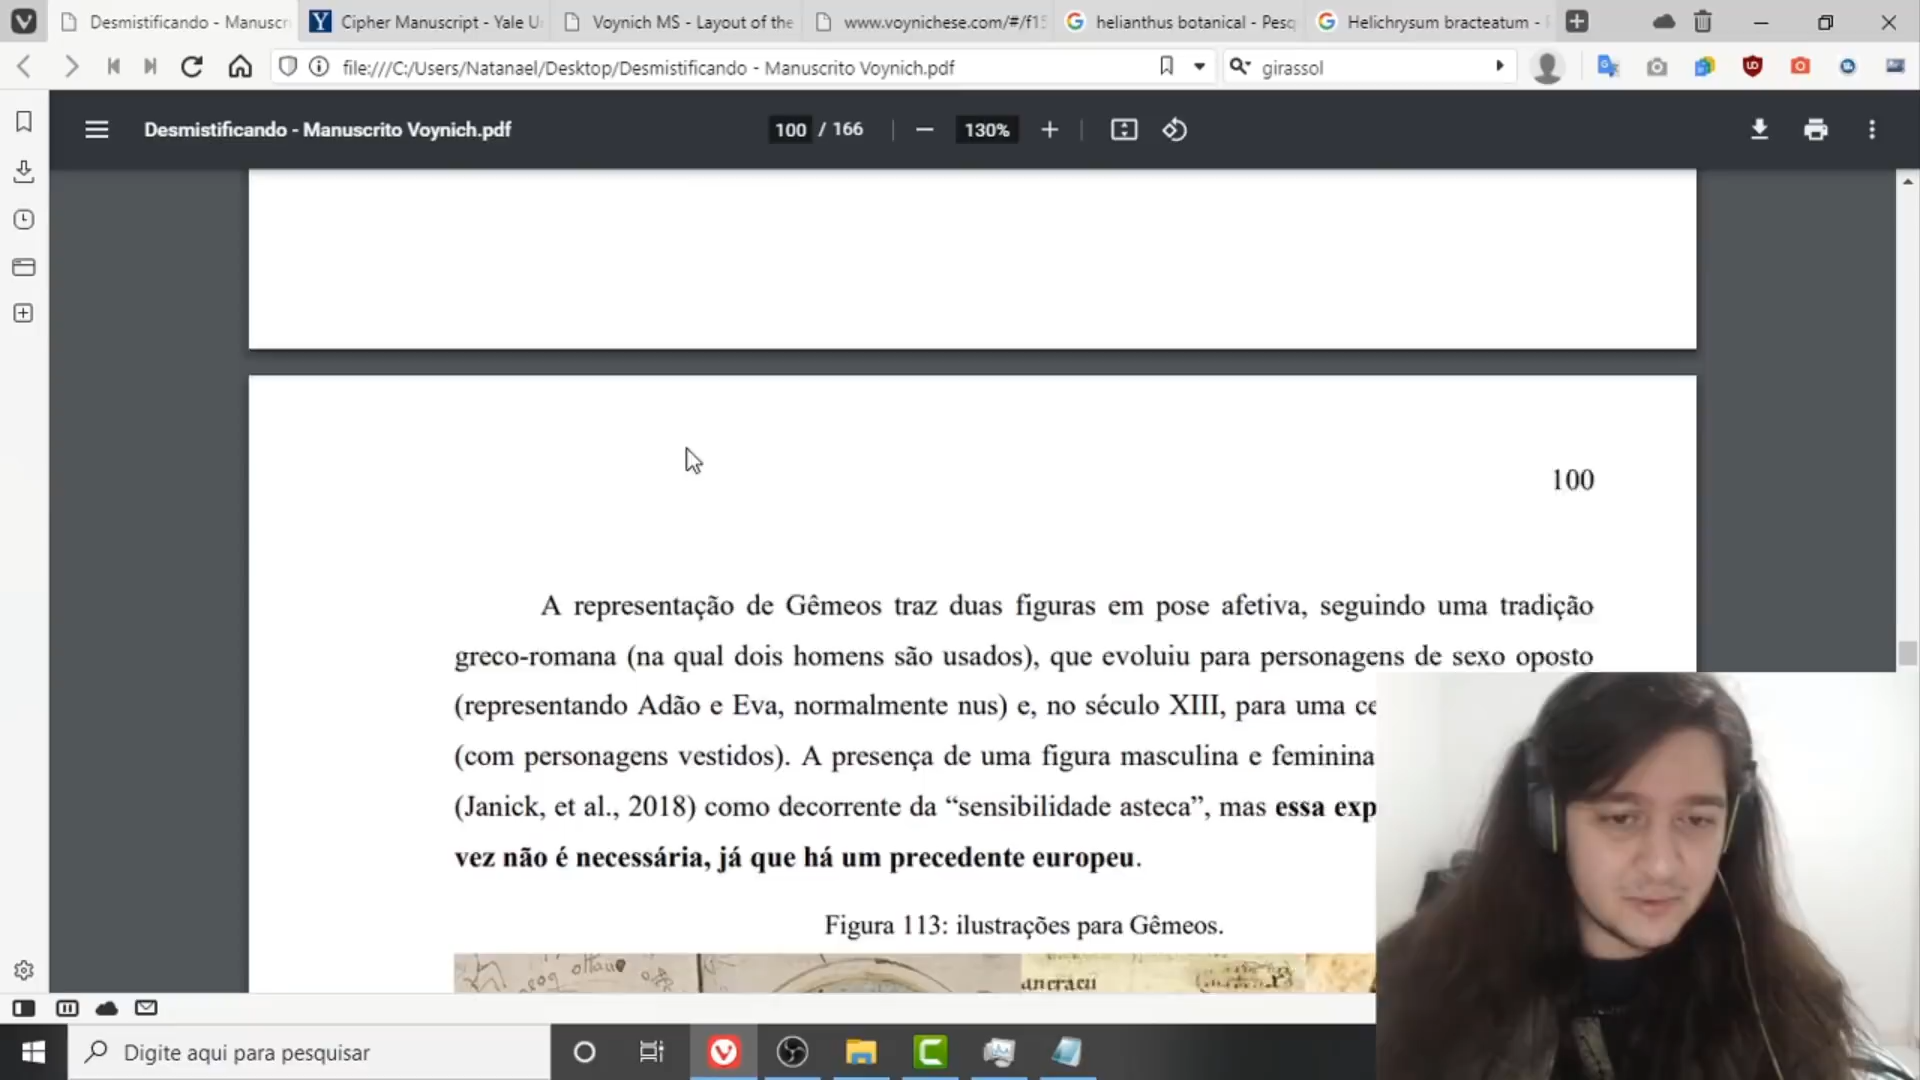 Desmistificando - Manuscri
Cipher Manuscript - Yale U
Voynich MS - Layout of the
www.voynichese.com/#/f15
helianthus botanical - Pesq
Helichrysum bracteatum -
file:///C:/Users/Natanael/Desktop/Desmistificando - Manuscrito Voynich.pdf
girassol
Desmistificando - Manuscrito Voynich.pdf
100 / 166
130%
100
A representação de Gêmeos traz duas figuras em pose afetiva, seguindo uma tradição
greco-romana (na qual dois homens são usados), que evoluiu para personagens de sexo oposto
(representando Adão e Eva, normalmente nus) e, no século XIII, para uma ce
(com personagens vestidos). A presença de uma figura masculina e feminina
(Janick, et al., 2018) como decorrente da “sensibilidade asteca”, mas essa exp
vez não é necessária, já que há um precedente europeu.
Figura 113: ilustrações para Gêmeos.
Digite aqui para pesquisar